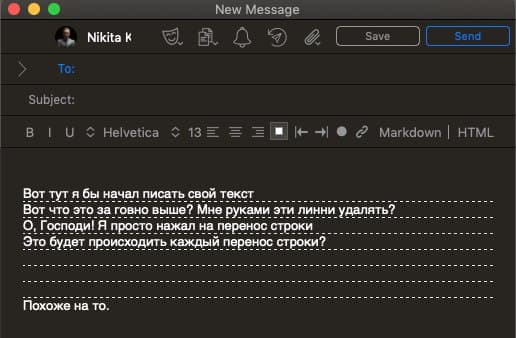 New Message
Nikita K
Save
Send
To:
Subject:
B I U Helvetica 13 Markdown | HTML
Вот тут я бы начал писать свой текст
Вот что это за говно выше? Мне руками эти линни удалять?
О, Господи! Я просто нажал на перенос строки
Это будет происходить каждый перенос строки?
Похоже на то.